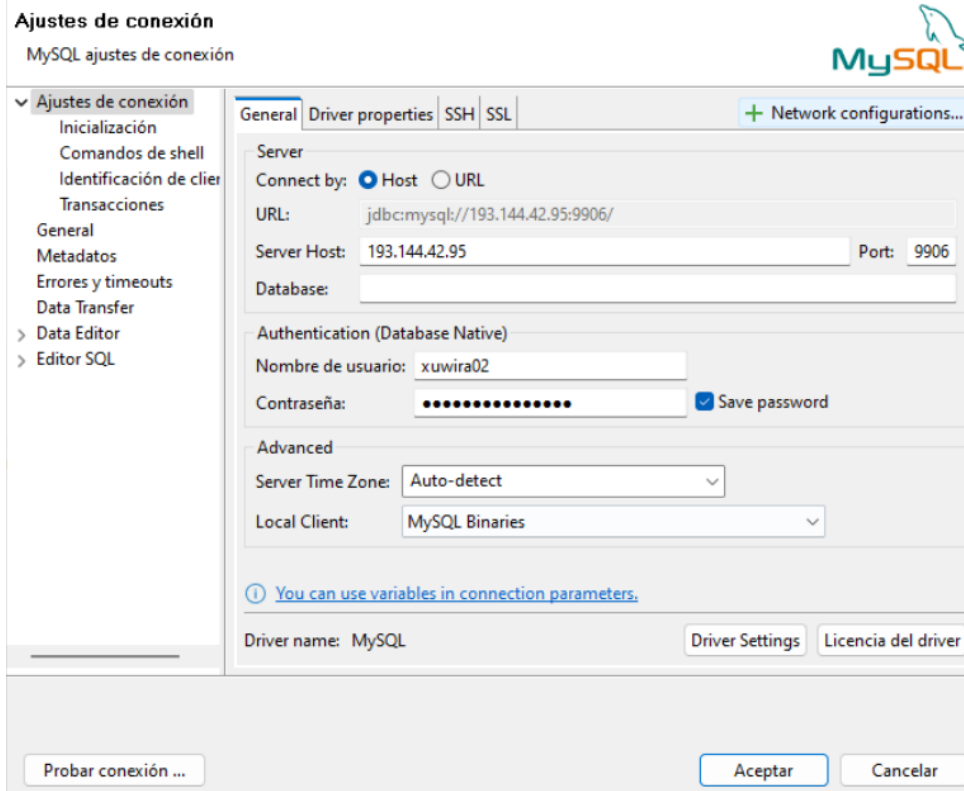 Ajustes de conexión
MySQL ajustes de conexión
MySQL
Ajustes de conexión
Inicialización
Comandos de shell
Identificación de clier
Transacciones
General
Metadatos
Errores y timeouts
Data Transfer
Data Editor
Editor SQL
General Driver properties SSH SSL
+ Network configurations...
Server
Connect by: Host URL
URL: jdbc:mysql://193.144.42.95:9906/
Server Host: 193.144.42.95 Port: 9906
Database:
Authentication (Database Native)
Nombre de usuario: xuwira02
Contraseña: ••••••••••••••• Save password
Advanced
Server Time Zone: Auto-detect
Local Client: MySQL Binaries
You can use variables in connection parameters.
Driver name: MySQL Driver Settings Licencia del driver
Probar conexión ... Aceptar Cancelar